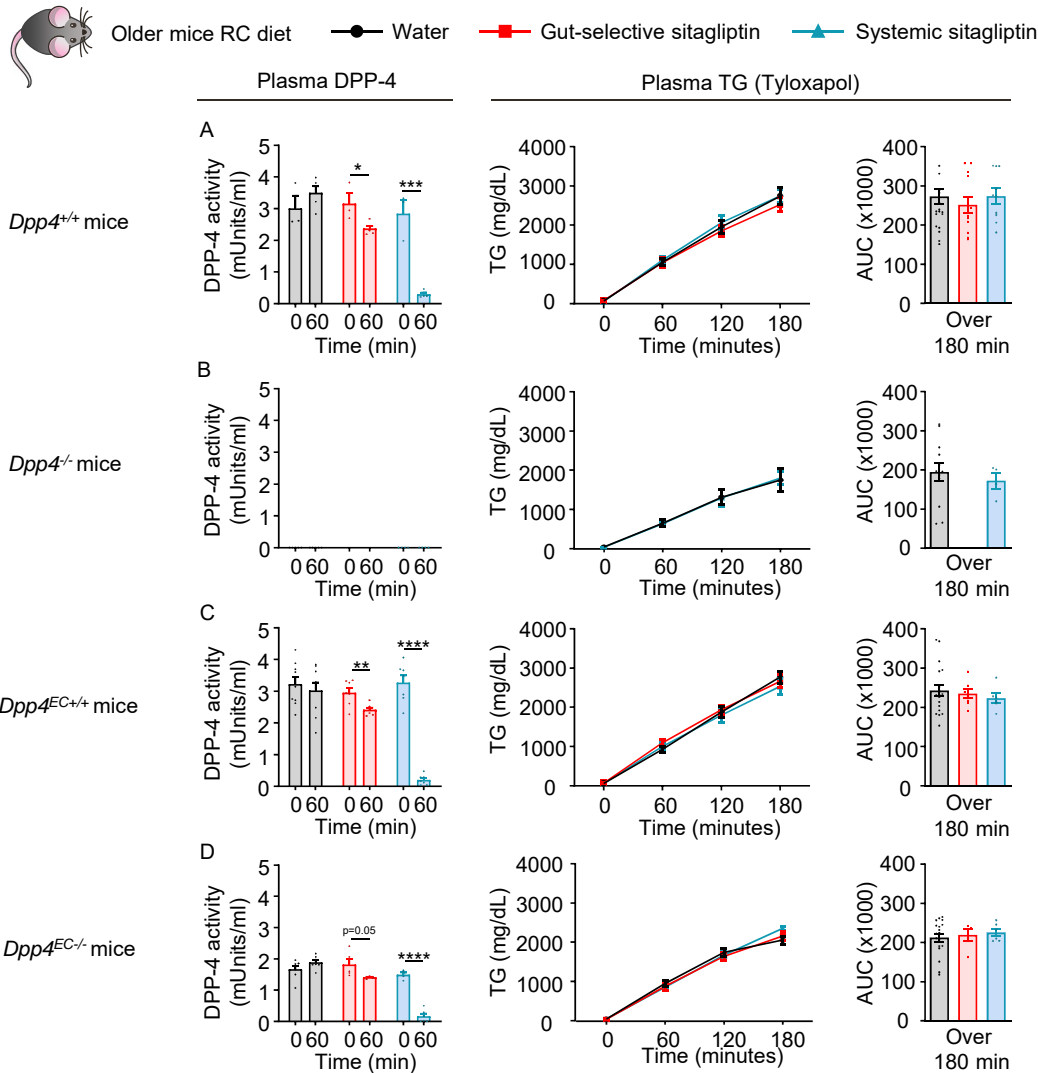 Older mice RC diet
Water
Gut-selective sitagliptin
Systemic sitagliptin
Plasma DPP-4
Plasma TG (Tyloxapol)
Dpp4+/+ mice
A
DPP-4 activity
(mUnits/ml)
5
4
3
2
1
0
*
***
0 60 0 60 0 60
Time (min)
TG (mg/dL)
4000
3000
2000
1000
0
0 60 120 180
Time (minutes)
AUC (x1000)
400
300
200
100
0
Over
180 min
Dpp4-/- mice
B
DPP-4 activity
(mUnits/ml)
5
4
3
2
1
0
0 60 0 60 0 60
Time (min)
TG (mg/dL)
4000
3000
2000
1000
0
0 60 120 180
Time (minutes)
AUC (x1000)
400
300
200
100
0
Over
180 min
Dpp4EC+/+ mice
C
DPP-4 activity
(mUnits/ml)
5
4
3
2
1
0
**
****
0 60 0 60 0 60
Time (min)
TG (mg/dL)
4000
3000
2000
1000
0
0 60 120 180
Time (minutes)
AUC (x1000)
400
300
200
100
0
Over
180 min
Dpp4EC-/- mice
D
DPP-4 activity
(mUnits/ml)
5
4
3
2
1
0
p=0.05
****
0 60 0 60 0 60
Time (min)
TG (mg/dL)
4000
3000
2000
1000
0
0 60 120 180
Time (minutes)
AUC (x1000)
400
300
200
100
0
Over
180 min